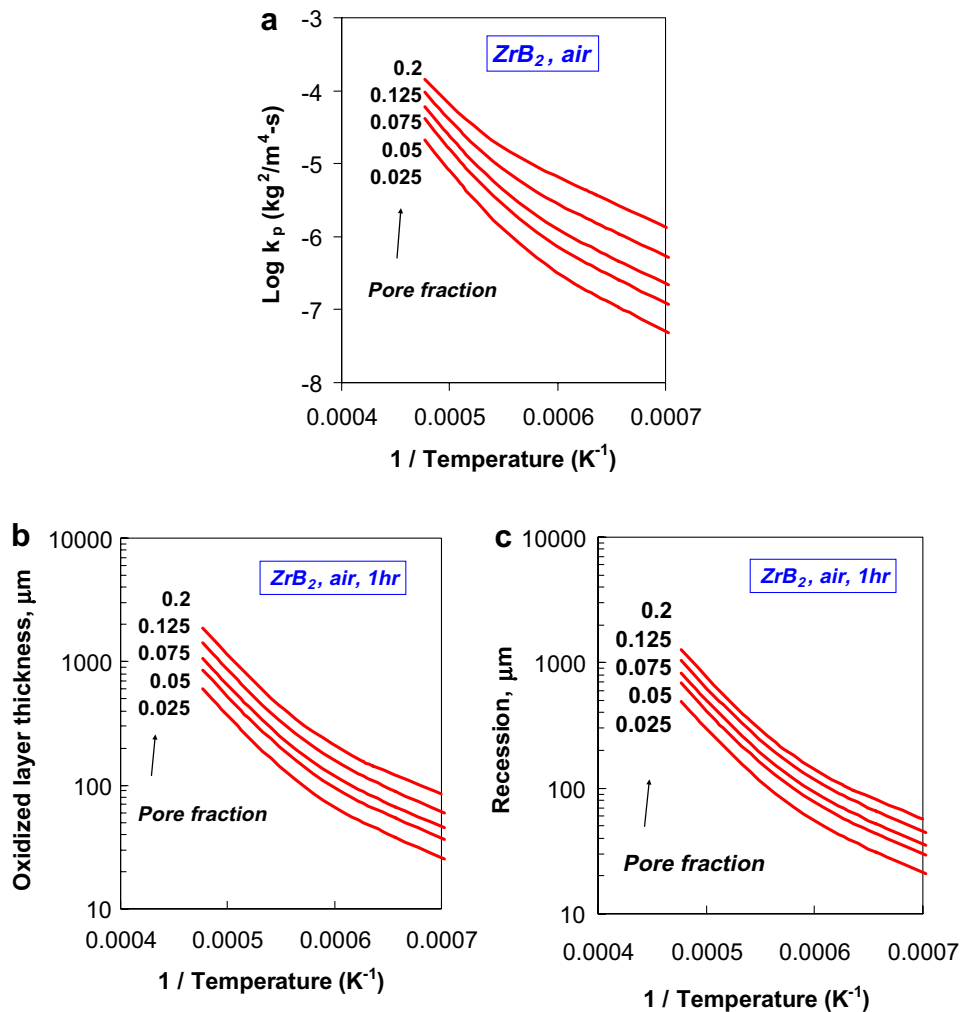 a
ZrB₂, air
-3
-4
-5
-6
-7
-8
Log kₚ (kg²/m⁴-s)
0.2
0.125
0.075
0.05
0.025
Pore fraction
0.0004 0.0005 0.0006 0.0007
1 / Temperature (K⁻¹)
b
ZrB₂, air, 1hr
10000
1000
100
10
Oxidized layer thickness, μm
0.2
0.125
0.075
0.05
0.025
Pore fraction
0.0004 0.0005 0.0006 0.0007
1 / Temperature (K⁻¹)
c
ZrB₂, air, 1hr
10000
1000
100
10
Recession, μm
0.2
0.125
0.075
0.05
0.025
Pore fraction
0.0004 0.0005 0.0006 0.0007
1 / Temperature (K⁻¹)